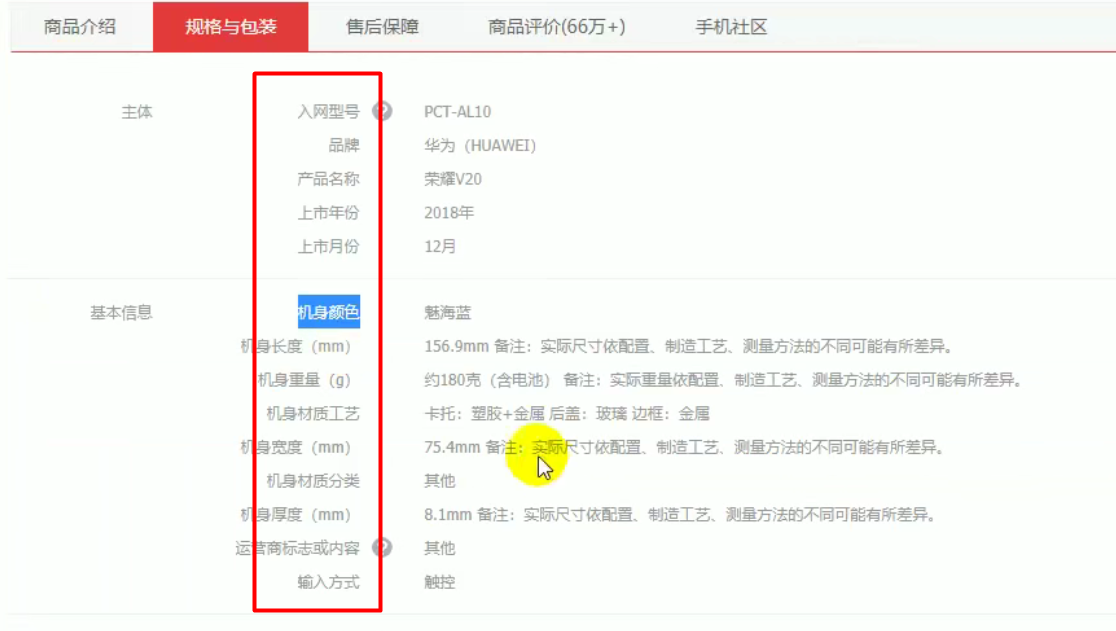 商品介绍 规格与包装 售后保障 商品评价(66万+) 手机社区
主体 入网型号 ? PCT-AL10
品牌 华为（HUAWEI）
产品名称 荣耀V20
上市年份 2018年
上市月份 12月
基本信息 机身颜色 魅海蓝
机身长度（mm） 156.9mm 备注：实际尺寸依配置、制造工艺、测量方法的不同可能有所差异。
机身重量（g） 约180克（含电池） 备注：实际重量依配置、制造工艺、测量方法的不同可能有所差异。
机身材质工艺 卡托：塑胶+金属 后盖：玻璃 边框：金属
机身宽度（mm） 75.4mm 备注：实际尺寸依配置、制造工艺、测量方法的不同可能有所差异。
机身材质分类 其他
机身厚度（mm） 8.1mm 备注：实际尺寸依配置、制造工艺、测量方法的不同可能有所差异。
运营商标志或内容 ? 其他
输入方式 触控